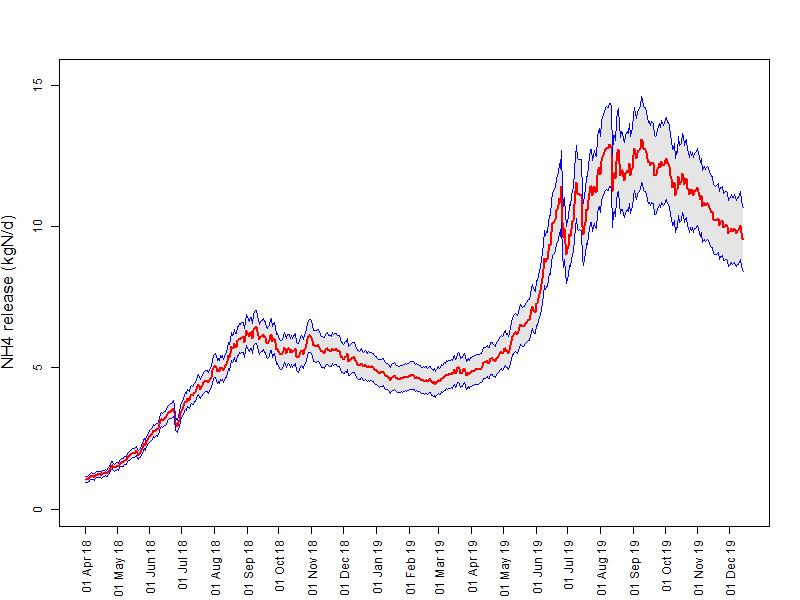 NH4 release (kgN/d)
15
10
5
0
01 Apr 18
01 May 18
01 Jun 18
01 Jul 18
01 Aug 18
01 Sep 18
01 Oct 18
01 Nov 18
01 Dec 18
01 Jan 19
01 Feb 19
01 Mar 19
01 Apr 19
01 May 19
01 Jun 19
01 Jul 19
01 Aug 19
01 Sep 19
01 Oct 19
01 Nov 19
01 Dec 19